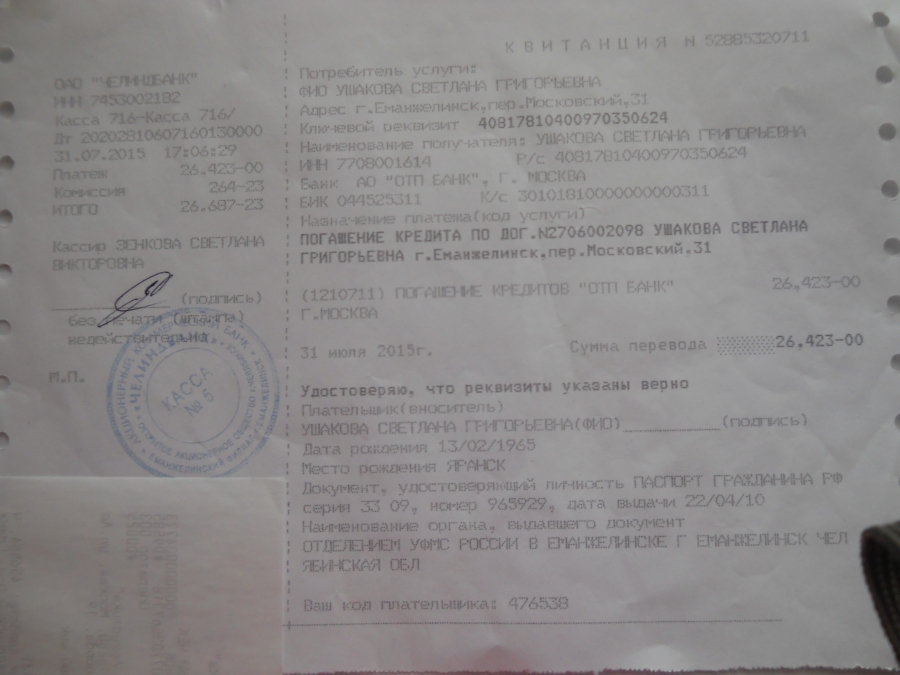 КВИТАНЦИЯ N 52885320711
ОАО "ЧЕЛИНДБАНК"
ИНН 7453002182
Касса 716-Касса 716/
Дт 20202810607160130000
31.07.2015 17:06:29
Платеж 26.423-00
Комиссия 264-23
ИТОГО 26.687-23
Кассир ЗЕНКОВА СВЕТЛАНА
ВИКТОРОВНА
(подпись)
без печати (штампа)
недействительна
М.П.
АКЦИОНЕРНЫЙ КОММЕРЧЕСКИЙ БАНК
"ЧЕЛИНДБАНК"
КАССА
№ 5
Потребитель услуги:
ФИО УШАКОВА СВЕТЛАНА ГРИГОРЬЕВНА
Адрес г.Еманжелинск,пер.Московский,31
Ключевой реквизит 40817810400970350624
Наименование получателя: УШАКОВА СВЕТЛАНА ГРИГОРЬЕВНА
ИНН 7708001614 Р/с 40817810400970350624
Банк АО "ОТП БАНК", Г. МОСКВА
БИК 044525311 К/с 30101810000000000311
Назначение платежа(код услуги)
ПОГАШЕНИЕ КРЕДИТА ПО ДОГ.N2706002098 УШАКОВА СВЕТЛАНА
ГРИГОРЬЕВНА г.Еманжелинск,пер.Московский,31
(1210711) ПОГАШЕНИЕ КРЕДИТОВ "ОТП БАНК" 26,423-00
Г.МОСКВА
31 июля 2015г. Сумма перевода 26,423-00
Удостоверяю, что реквизиты указаны верно
Плательщик(вноситель)
УШАКОВА СВЕТЛАНА ГРИГОРЬЕВНА(ФИО)__________(подпись)
Дата рождения 13/02/1965
Место рождения ЯРАНСК
Документ, удостоверяющий личность ПАСПОРТ ГРАЖДАНИНА РФ
серия 33 09, номер 965929, дата выдачи 22/04/10
Наименование органа, выдавшего документ
ОТДЕЛЕНИЕМ УФМС РОССИИ В ЕМАНЖЕЛИНСКЕ Г ЕМАНЖЕЛИНСК ЧЕЛ
ЯБИНСКАЯ ОБЛ
Ваш код плательщика: 476538